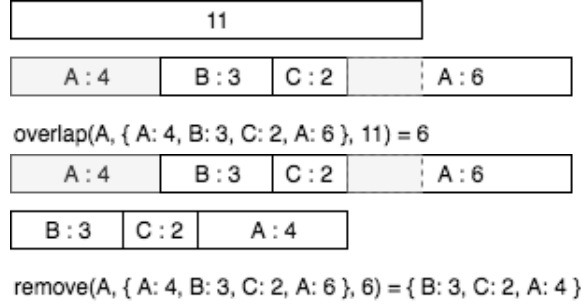 11
A : 4 B : 3 C : 2 A : 6
overlap(A, { A: 4, B: 3, C: 2, A: 6 }, 11) = 6
A : 4 B : 3 C : 2 A : 6
B : 3 C : 2 A : 4
remove(A, { A: 4, B: 3, C: 2, A: 6 }, 6) = { B: 3, C: 2, A: 4 }